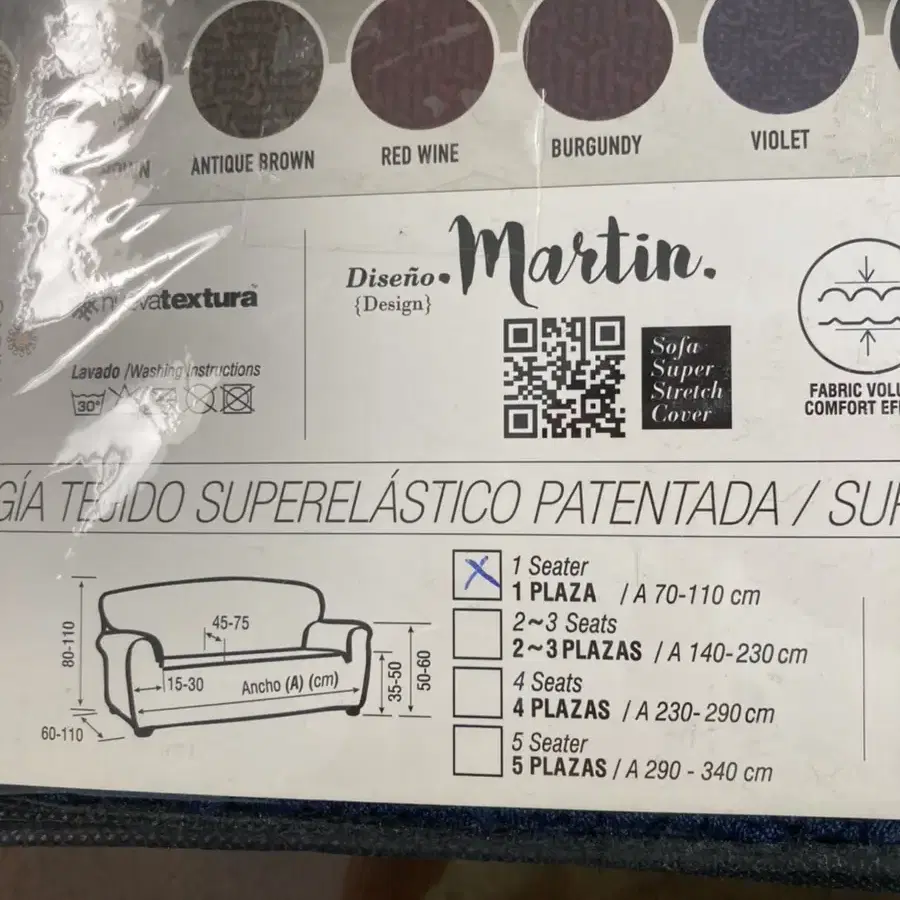 ANTIQUE BROWN
RED WINE
BURGUNDY
VIOLET
Diseño. Martin.
{Design}
nuevatextura
Sofa
Super
Stretch
Cover
Lavado /Washing Instructions
30°
FABRIC VOLU
COMFORT EFF
GÍA TEJIDO SUPERELÁSTICO PATENTADA / SUP
1 Seater
1 PLAZA / A 70-110 cm
2~3 Seats
2~3 PLAZAS / A 140-230 cm
4 Seats
4 PLAZAS / A 230-290 cm
5 Seater
5 PLAZAS / A 290 - 340 cm
80-110
45-75
15-30
Ancho (A) (cm)
35-50
50-60
60-110